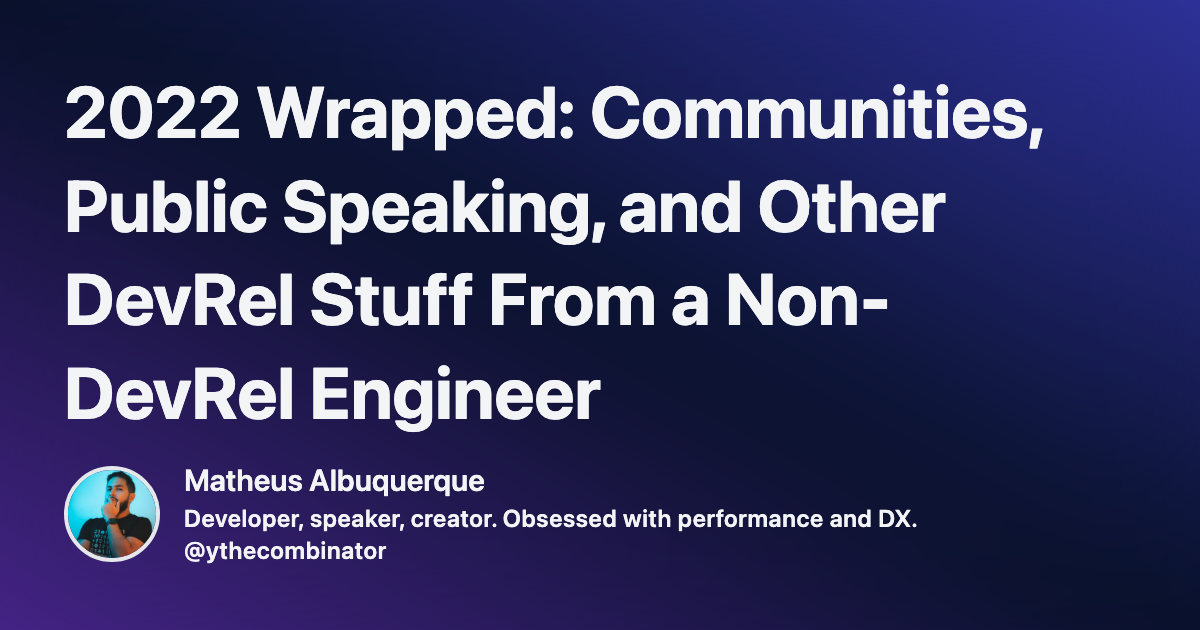 2022 Wrapped: Communities,
Public Speaking, and Other
DevRel Stuff From a Non-
DevRel Engineer
Matheus Albuquerque
Developer, speaker, creator. Obsessed with performance and DX.
@ythecombinator